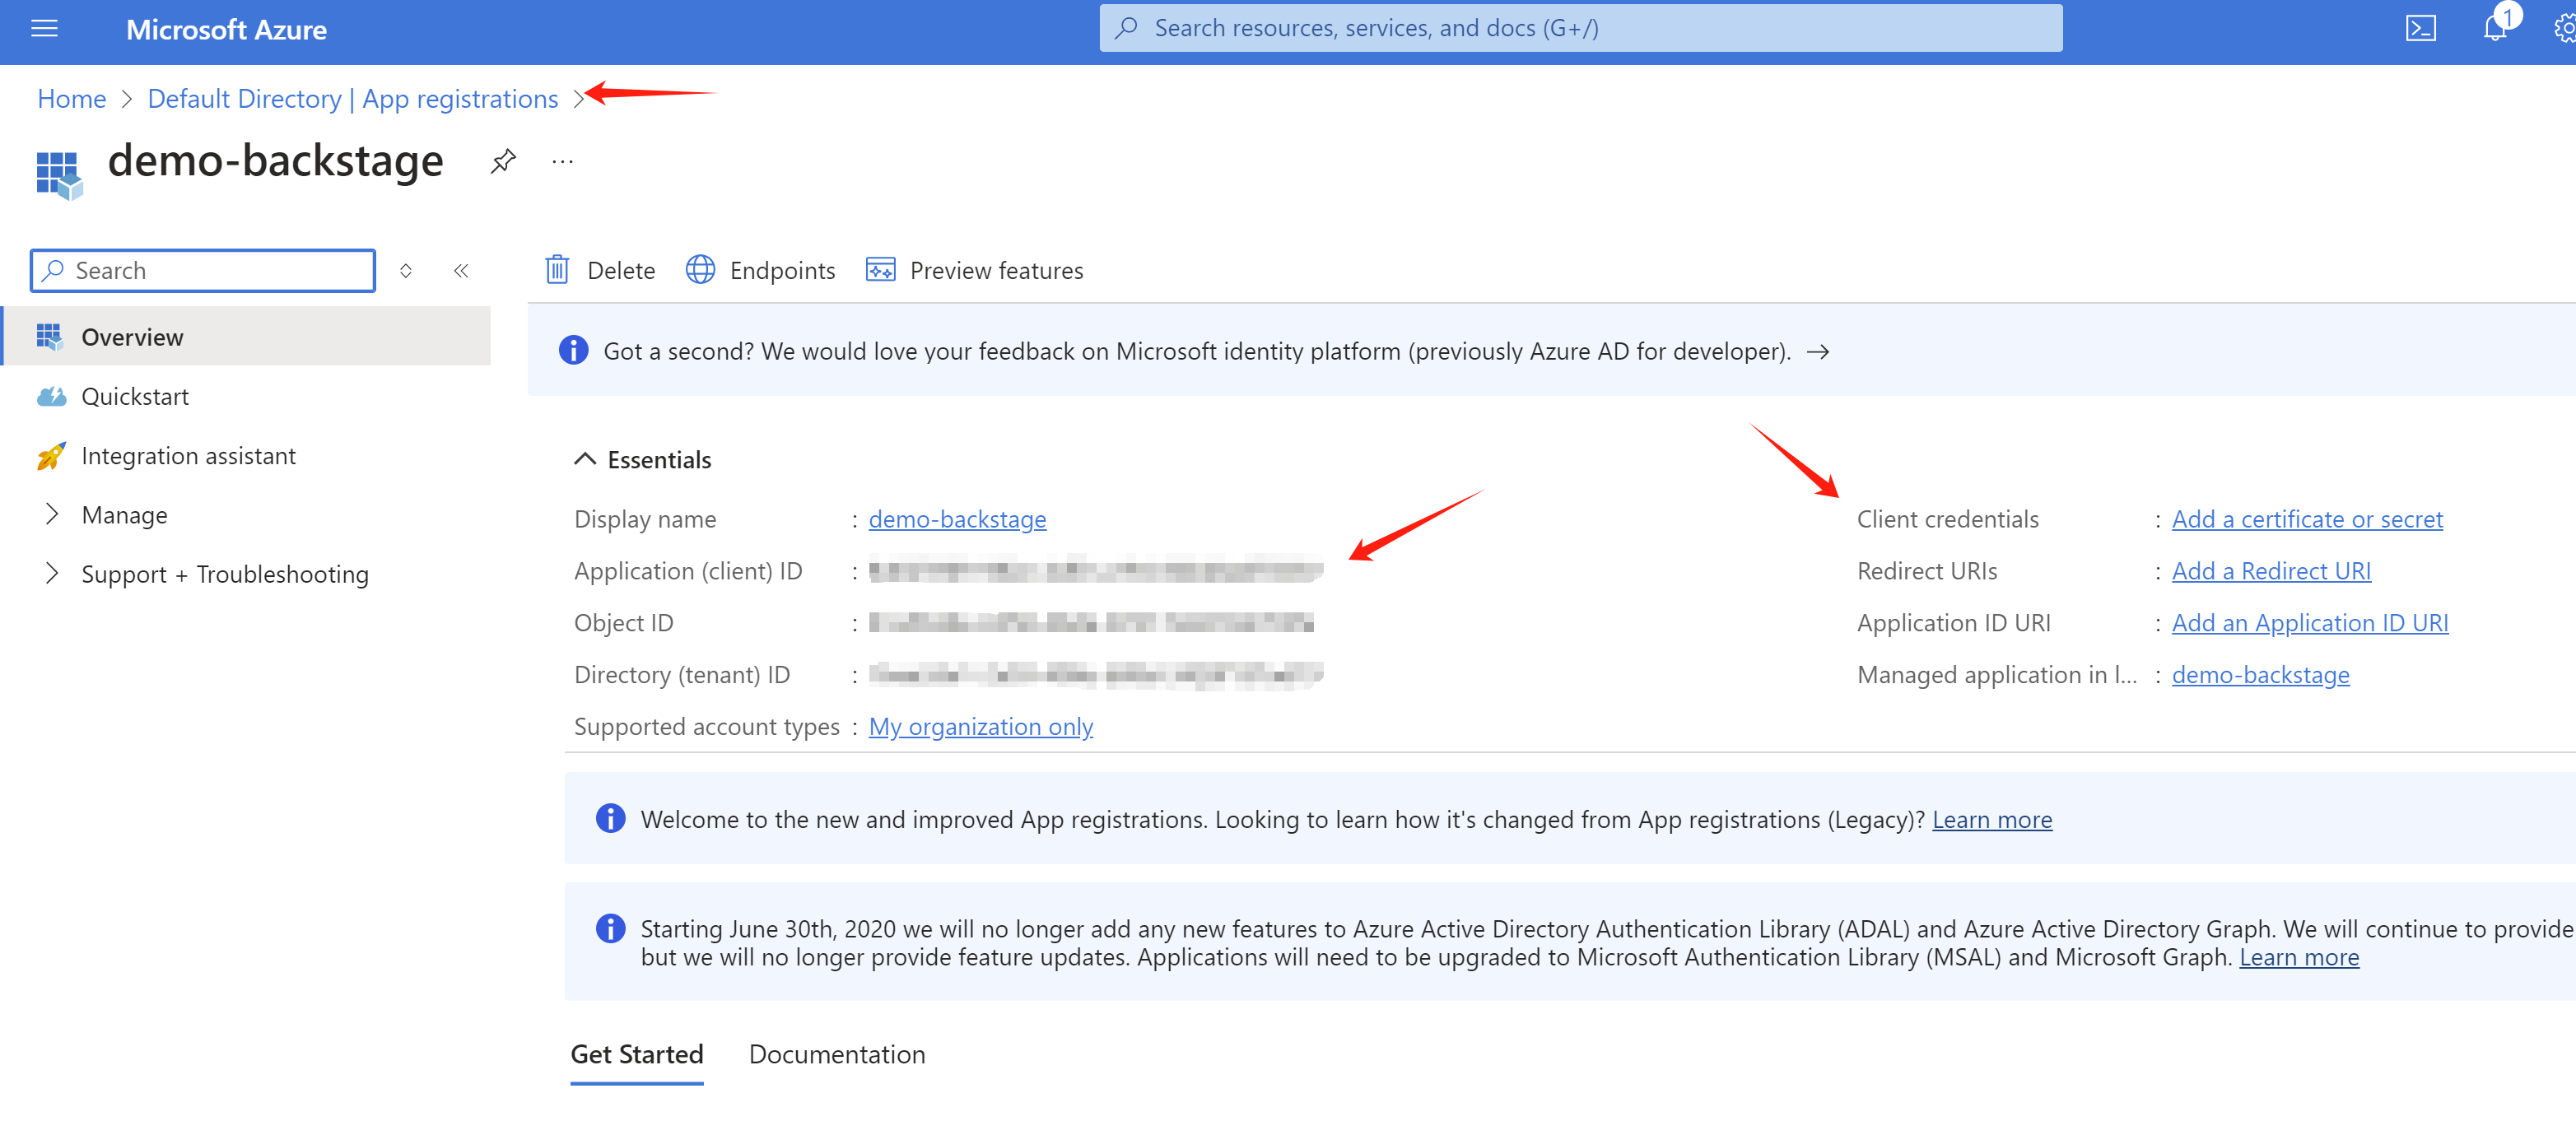 Microsoft Azure
Search resources, services, and docs (G+/)
1
Home > Default Directory | App registrations >
demo-backstage ...
Search
Delete Endpoints Preview features
Overview
Quickstart
Integration assistant
Manage
Support + Troubleshooting
Got a second? We would love your feedback on Microsoft identity platform (previously Azure AD for developer). →
Essentials
Display name : demo-backstage
Application (client) ID :
Object ID :
Directory (tenant) ID :
Supported account types : My organization only
Client credentials : Add a certificate or secret
Redirect URIs : Add a Redirect URI
Application ID URI : Add an Application ID URI
Managed application in l... : demo-backstage
Welcome to the new and improved App registrations. Looking to learn how it's changed from App registrations (Legacy)? Learn more
Starting June 30th, 2020 we will no longer add any new features to Azure Active Directory Authentication Library (ADAL) and Azure Active Directory Graph. We will continue to provide
but we will no longer provide feature updates. Applications will need to be upgraded to Microsoft Authentication Library (MSAL) and Microsoft Graph. Learn more
Get Started Documentation